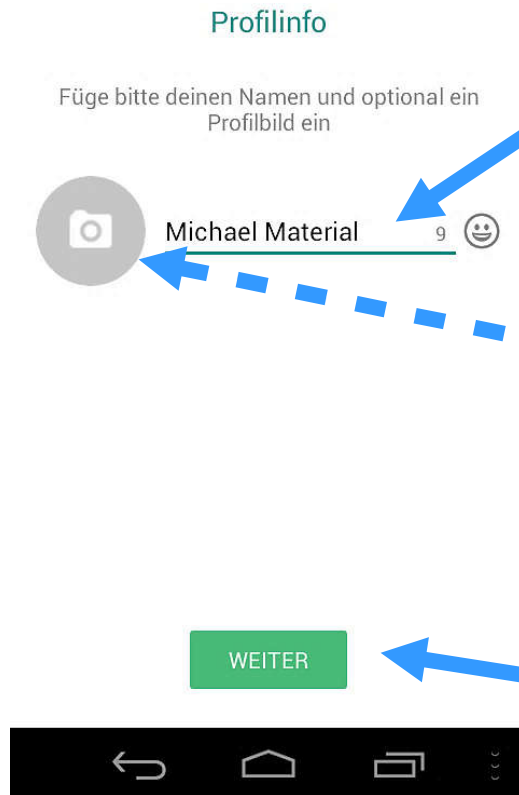 Profilinfo
Füge bitte deinen Namen und optional ein
Profilbild ein
Michael Material 9
WEITER